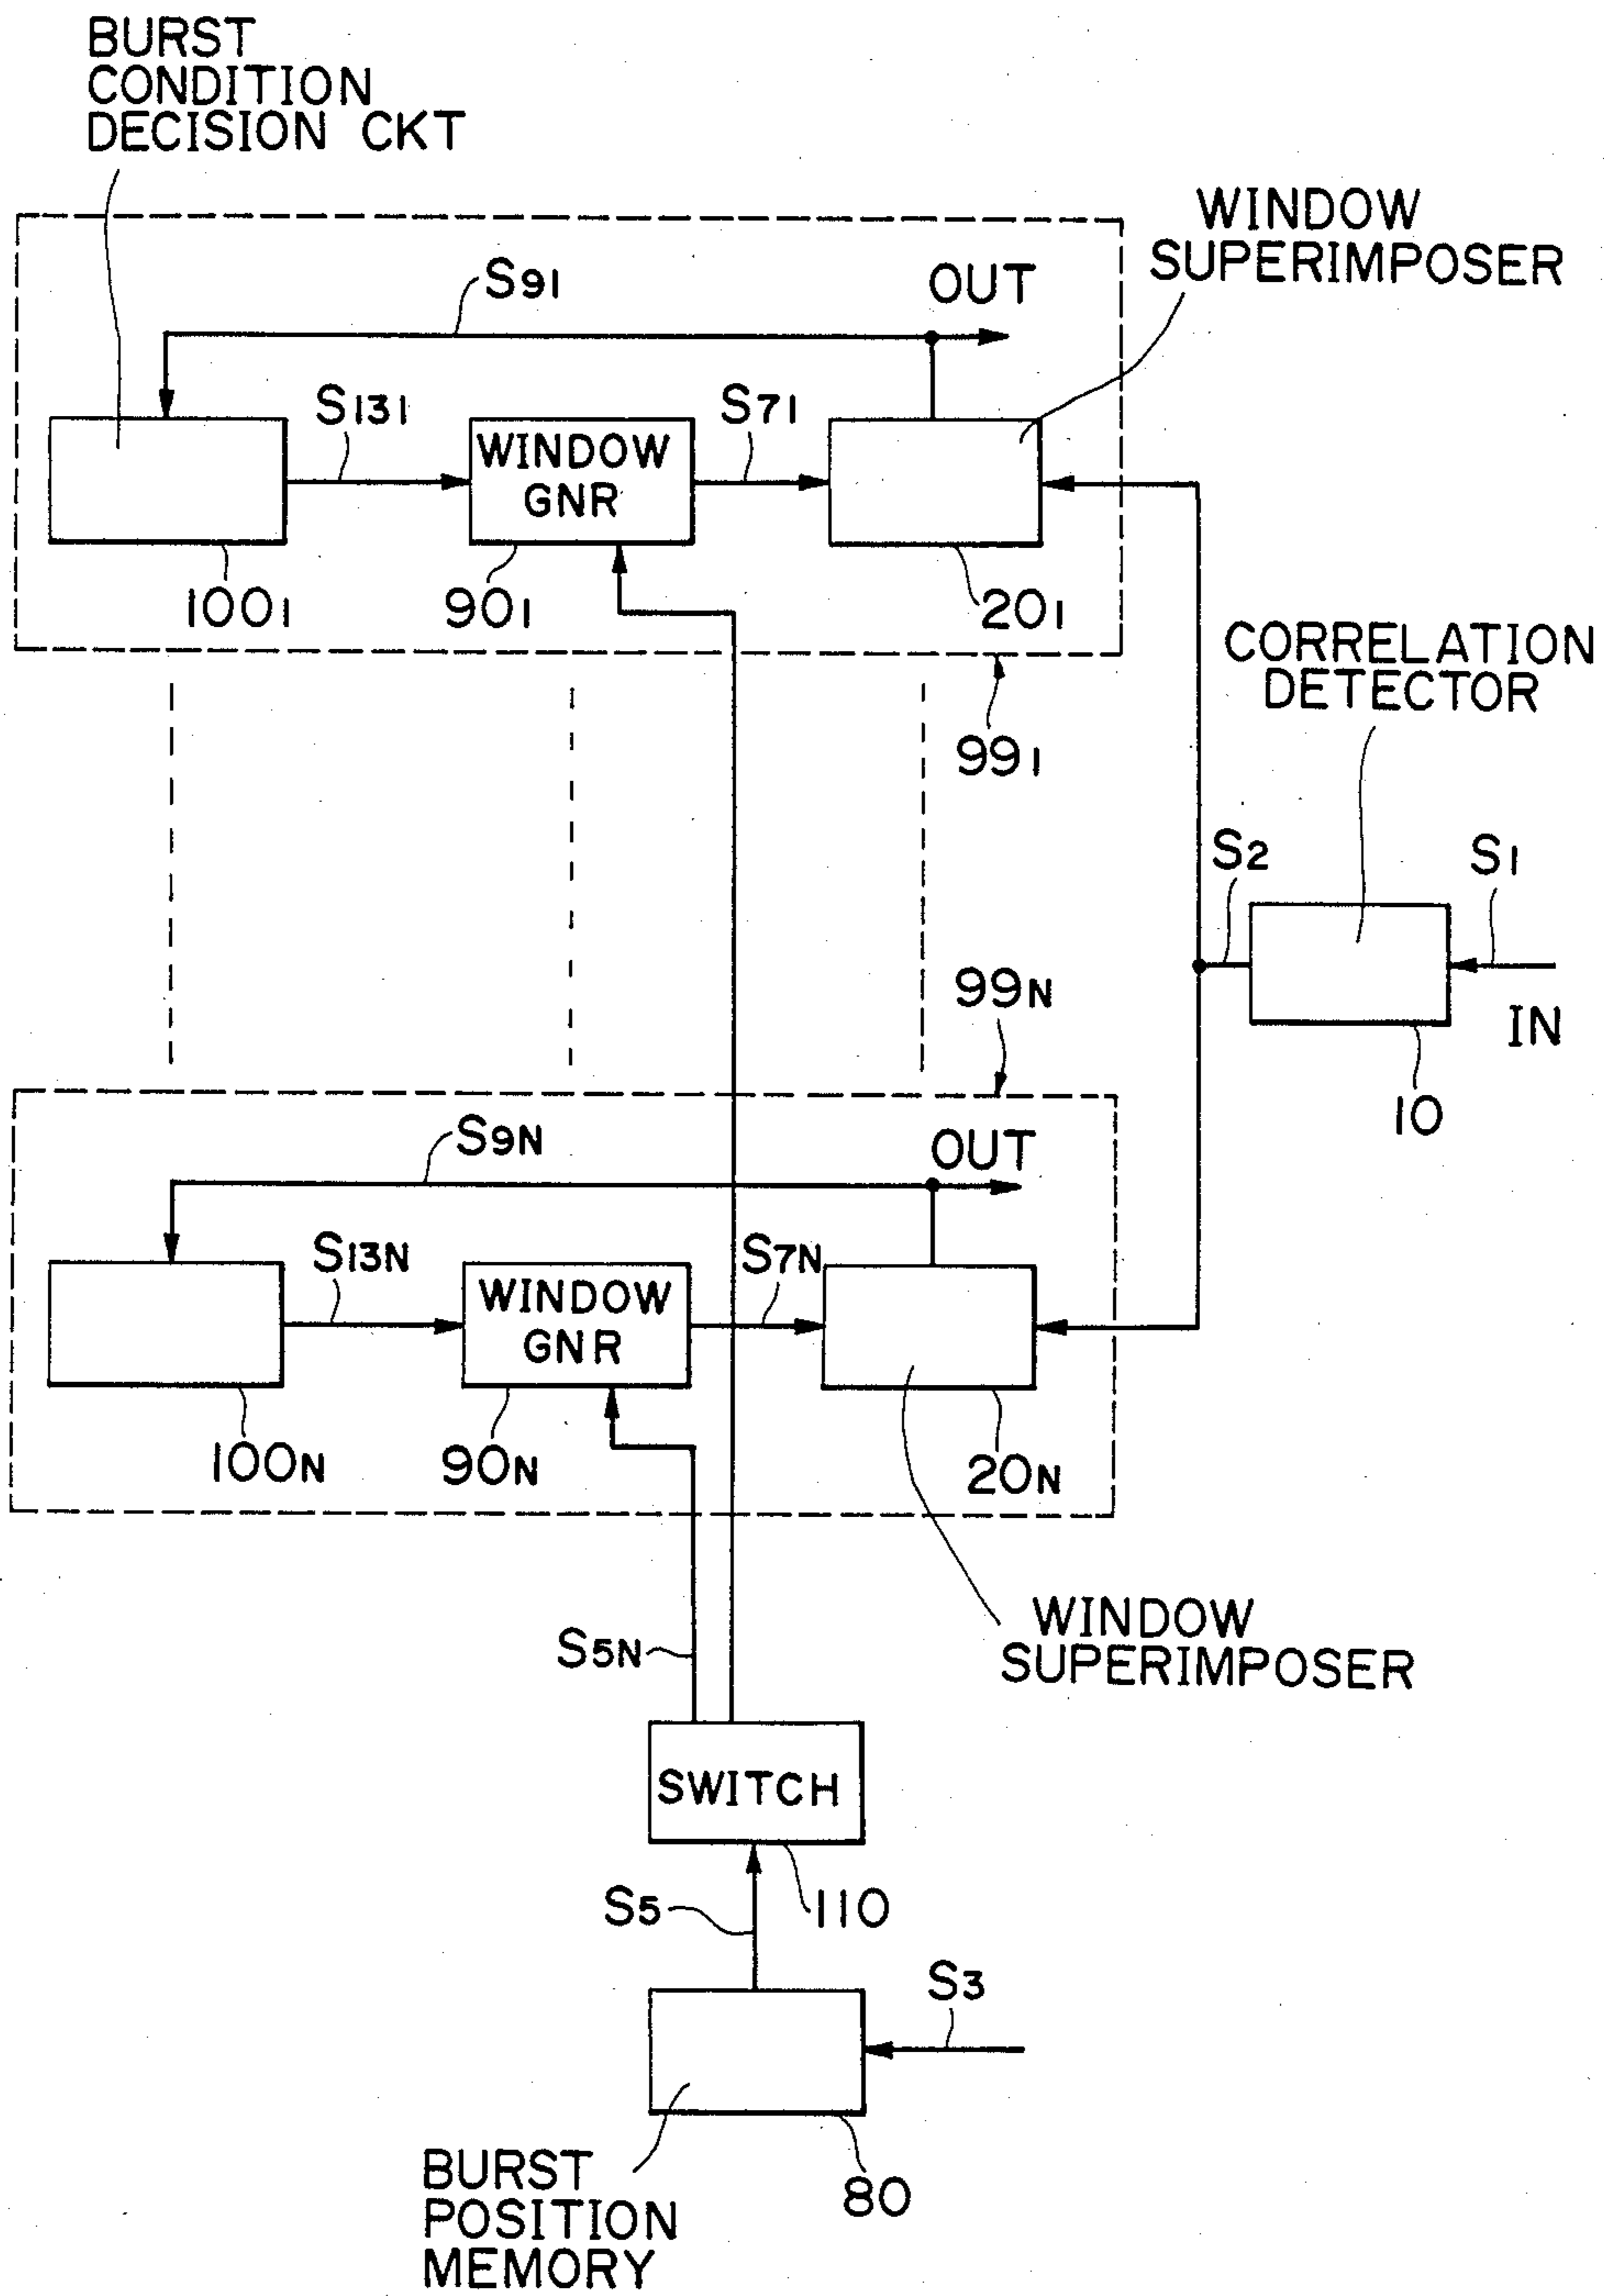 BURST
CONDITION
DECISION CKT
WINDOW
SUPERIMPOSER
S91
OUT
S131
WINDOW
GNR
S71
1001
901
201
991
CORRELATION
DETECTOR
S2
S1
IN
10
99N
S9N
OUT
S13N
WINDOW
GNR
S7N
100N
90N
20N
S5N
WINDOW
SUPERIMPOSER
SWITCH
110
S5
S3
80
BURST
POSITION
MEMORY